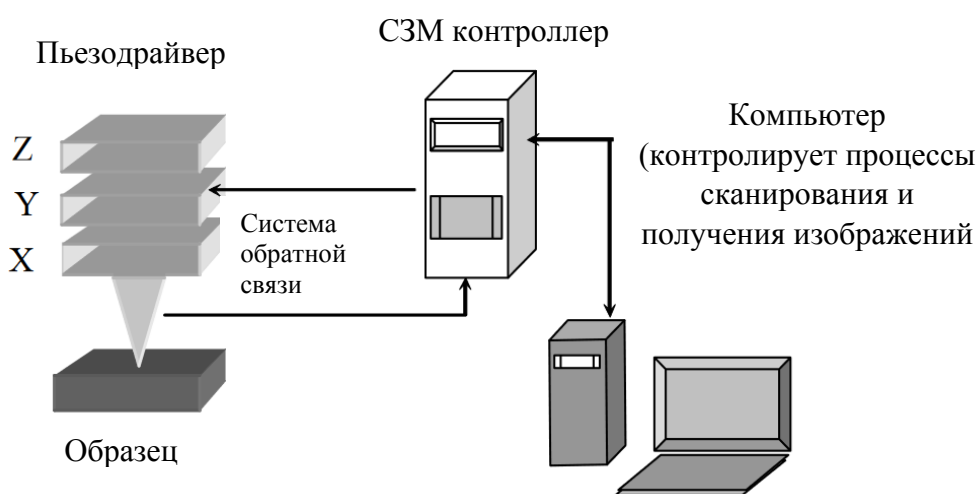 СЗМ контроллер
Пьезодрайвер
Z
Y
X
Система
обратной
связи
Компьютер
(контролирует процессы
сканирования и
получения изображений
Образец